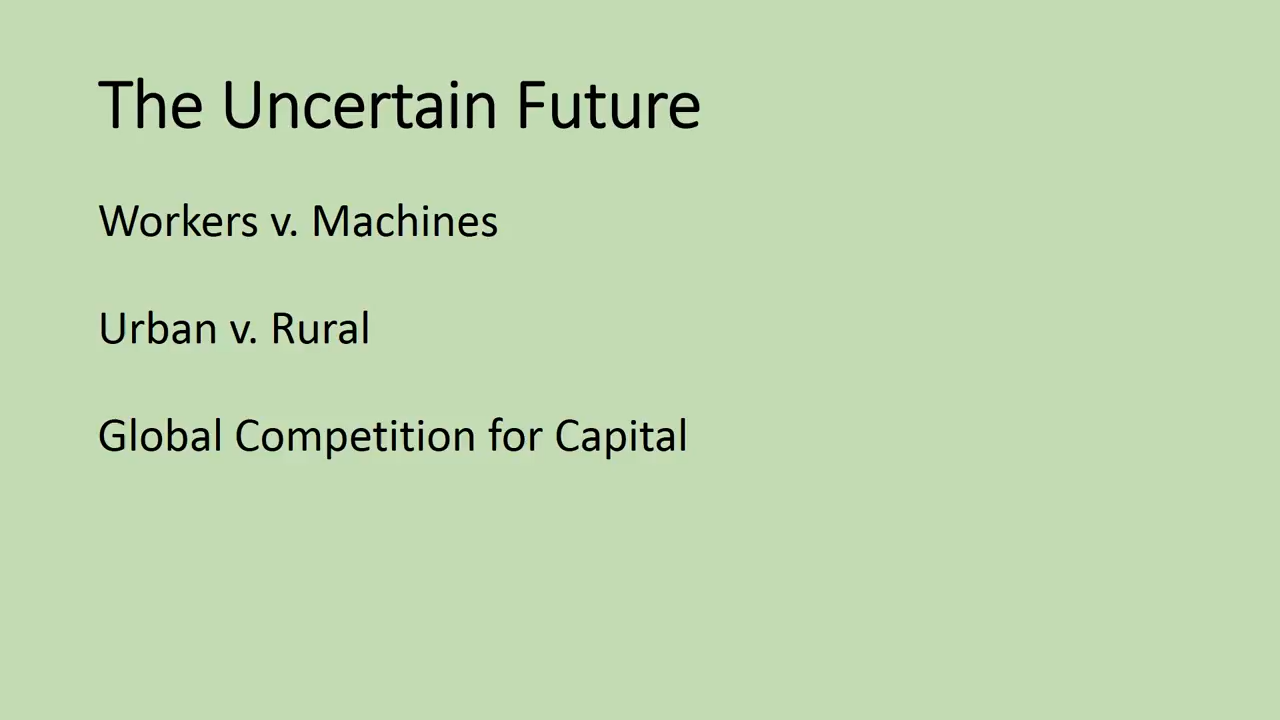 The Uncertain Future
Workers v. Machines
Urban v. Rural
Global Competition for Capital